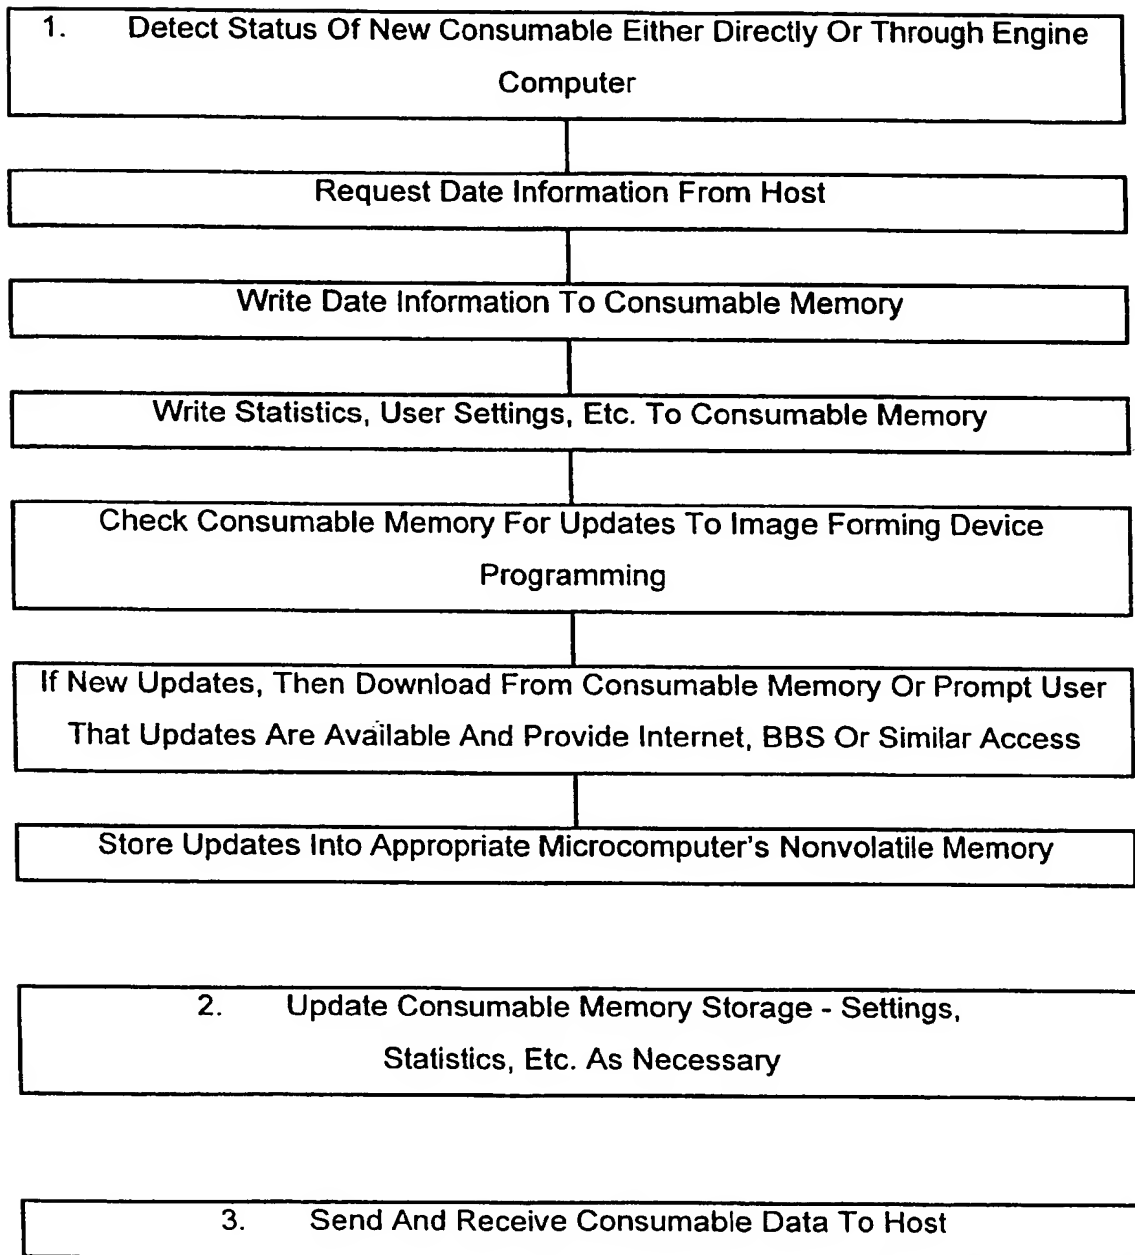 1. Detect Status Of New Consumable Either Directly Or Through Engine
Computer
Request Date Information From Host
Write Date Information To Consumable Memory
Write Statistics, User Settings, Etc. To Consumable Memory
Check Consumable Memory For Updates To Image Forming Device
Programming
If New Updates, Then Download From Consumable Memory Or Prompt User
That Updates Are Available And Provide Internet, BBS Or Similar Access
Store Updates Into Appropriate Microcomputer's Nonvolatile Memory
2. Update Consumable Memory Storage - Settings,
Statistics, Etc. As Necessary
3. Send And Receive Consumable Data To Host